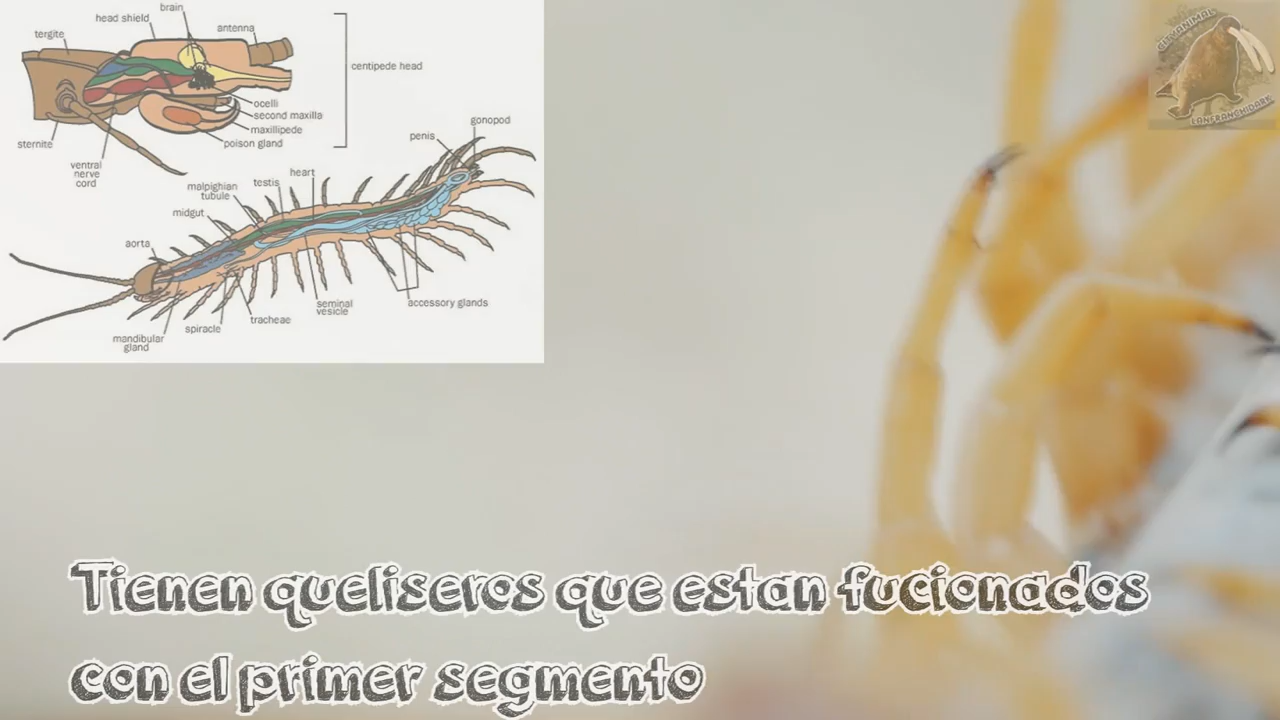 brain
head shield
antenna
tergite
centipede head
ocelli
second maxilla
maxillipede
poison gland
sternite
ventral
nerve
cord
gonopod
penis
heart
testis
malpighian
tubule
midgut
aorta
accessory glands
seminal
vesicle
tracheae
spiracle
mandibular
gland
CITYANIMAL
LANFRANCHIDARK
Tienen queliseros que estan fucionados
con el primer segmento